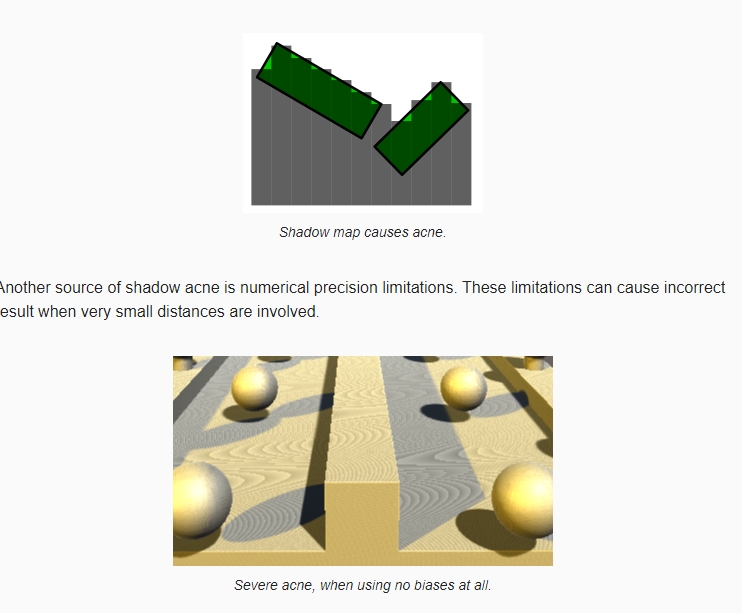 Shadow map causes acne.
Another source of shadow acne is numerical precision limitations. These limitations can cause incorrect
esult when very small distances are involved.
Severe acne, when using no biases at all.